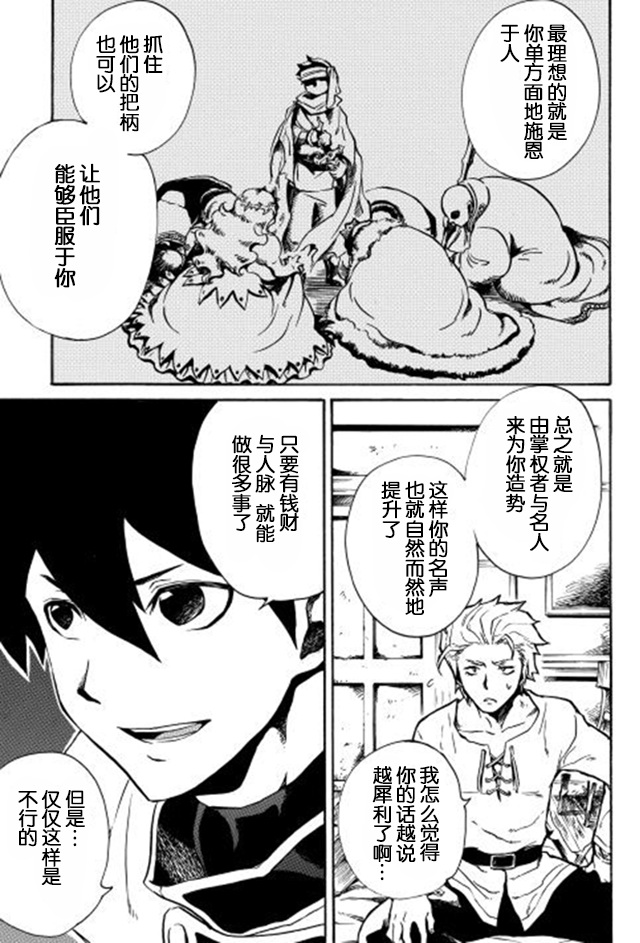 最理想的就是
你单方面地施恩
于人
抓住
他们的把柄
也可以
让他们
能够臣服于你
总之就是
由掌权者与名人
来为你造势
这样你的名声
也就自然而然地
提升了
我怎么觉得
你的话越说
越犀利了啊…
只要有钱财
与人脉 就能
做很多事了
但是…
仅仅这样是
不行的